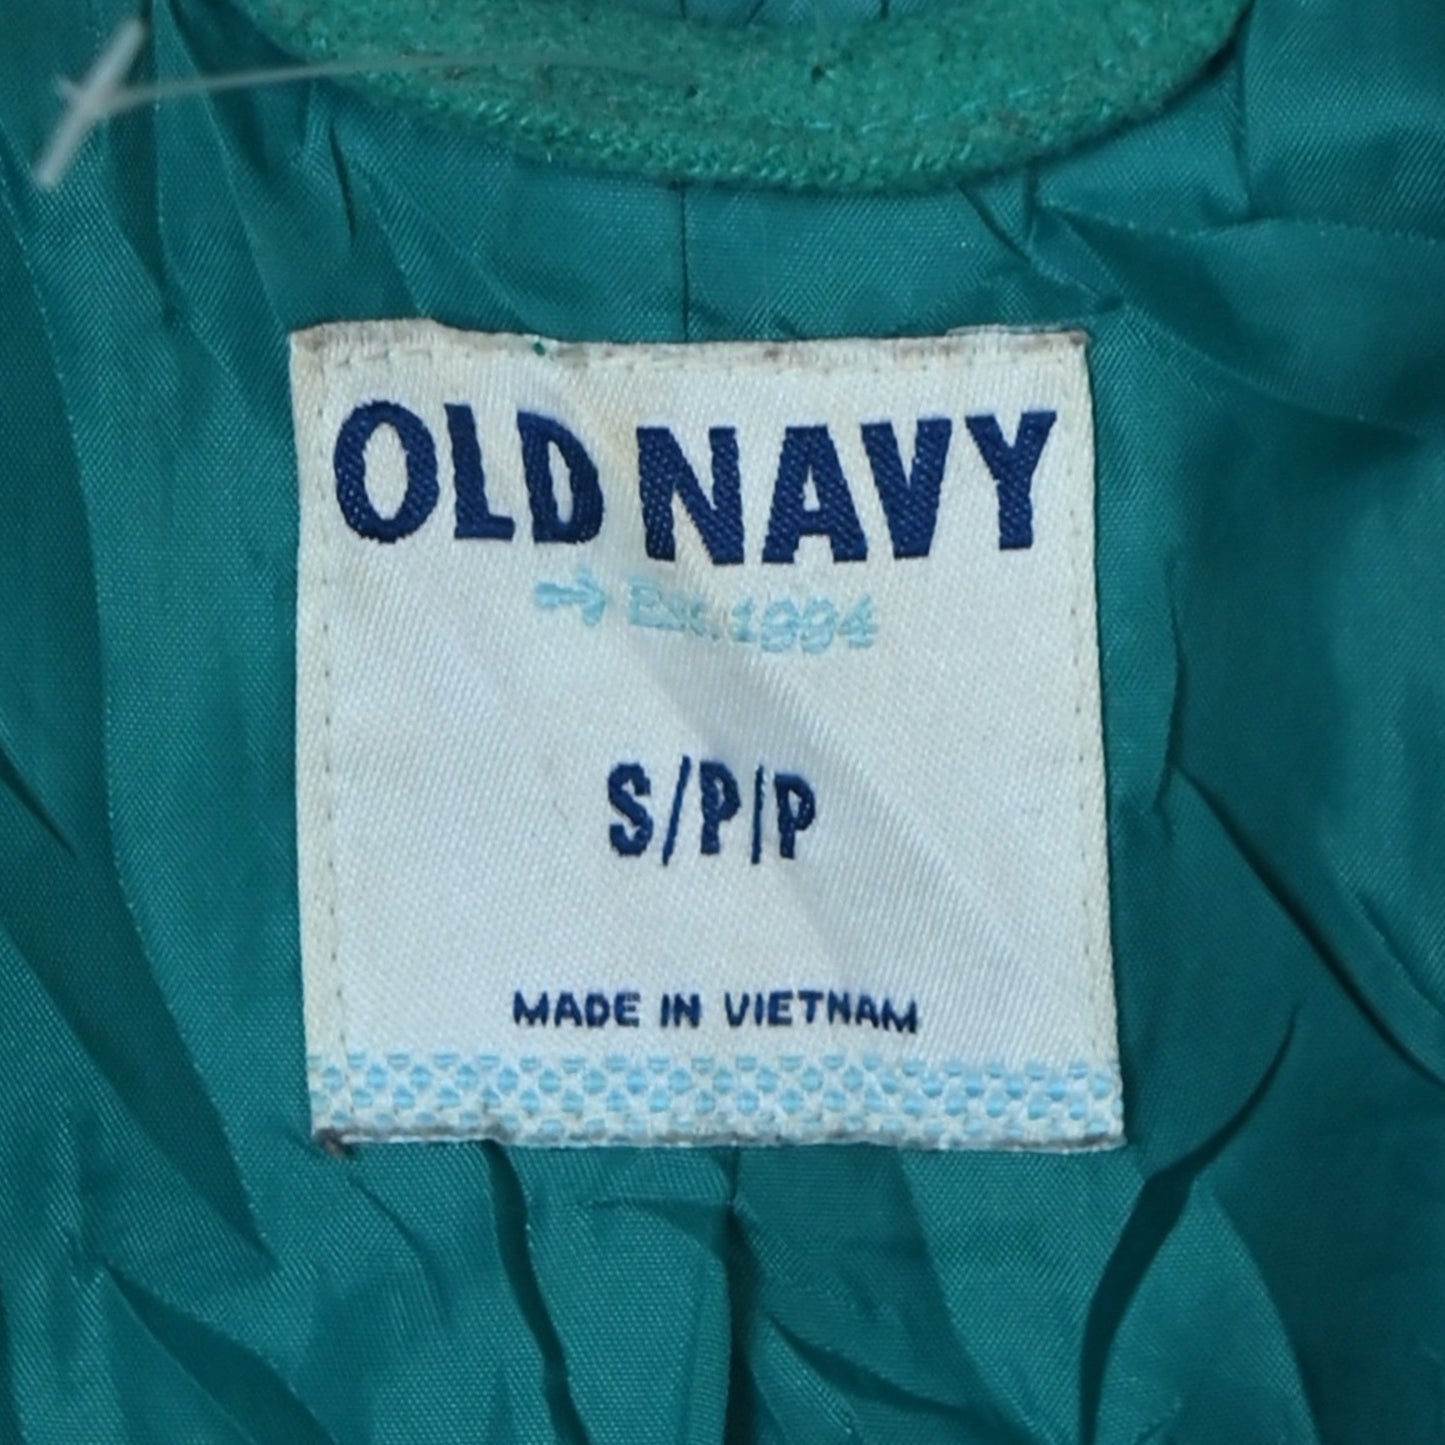 OLD NAVY
Est. 1994
S/P/P
MADE IN VIETNAM